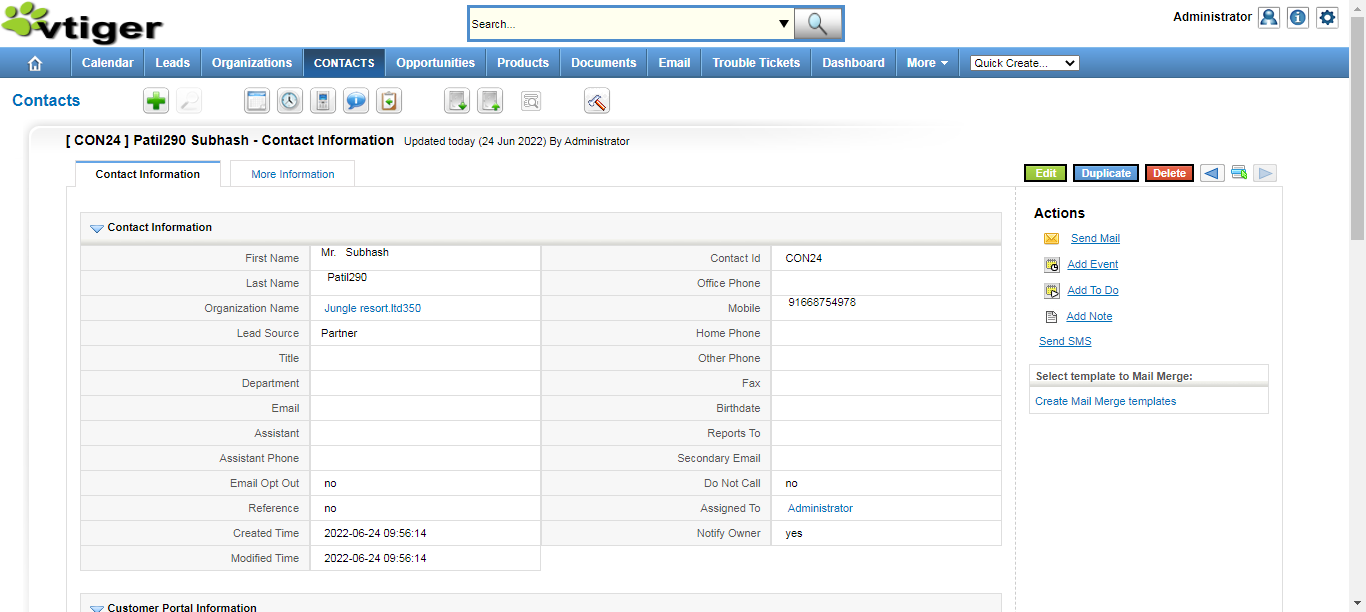 vtiger
Search...
Administrator
Calendar Leads Organizations CONTACTS Opportunities Products Documents Email Trouble Tickets Dashboard More Quick Create...
Contacts
[ CON24 ] Patil290 Subhash - Contact Information Updated today (24 Jun 2022) By Administrator
Contact Information More Information
Edit Duplicate Delete
Contact Information
First Name Mr. Subhash Contact Id CON24
Last Name Patil290 Office Phone
Organization Name Jungle resort.ltd350 Mobile 91668754978
Lead Source Partner Home Phone
Title Other Phone
Department Fax
Email Birthdate
Assistant Reports To
Assistant Phone Secondary Email
Email Opt Out no Do Not Call no
Reference no Assigned To Administrator
Created Time 2022-06-24 09:56:14 Notify Owner yes
Modified Time 2022-06-24 09:56:14
Customer Portal Information
Actions
Send Mail
Add Event
Add To Do
Add Note
Send SMS
Select template to Mail Merge:
Create Mail Merge templates